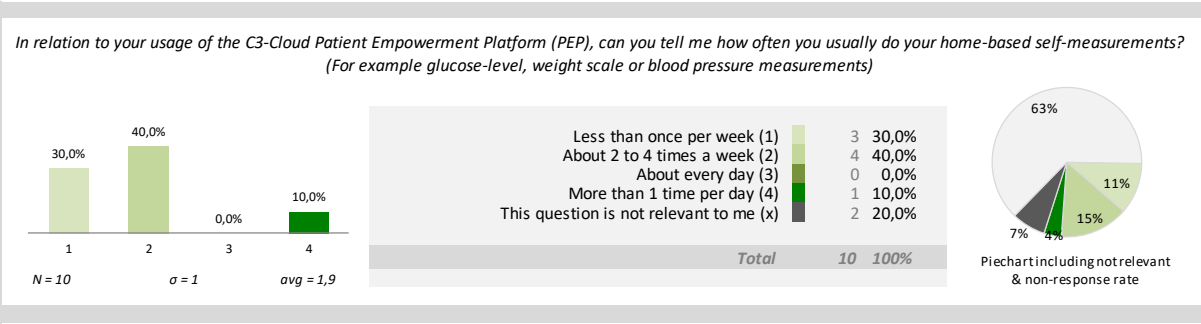 In relation to your usage of the C3-Cloud Patient Empowerment Platform (PEP), can you tell me how often you usually do your home-based self-measurements?
(For example glucose-level, weight scale or blood pressure measurements)
30,0%
40,0%
0,0%
10,0%
1 2 3 4
N = 10 σ = 1 avg = 1,9
Less than once per week (1) 3 30,0%
About 2 to 4 times a week (2) 4 40,0%
About every day (3) 0 0,0%
More than 1 time per day (4) 1 10,0%
This question is not relevant to me (x) 2 20,0%
Total 10 100%
63%
11%
15%
4%
7%
Piechart including not relevant
& non-response rate